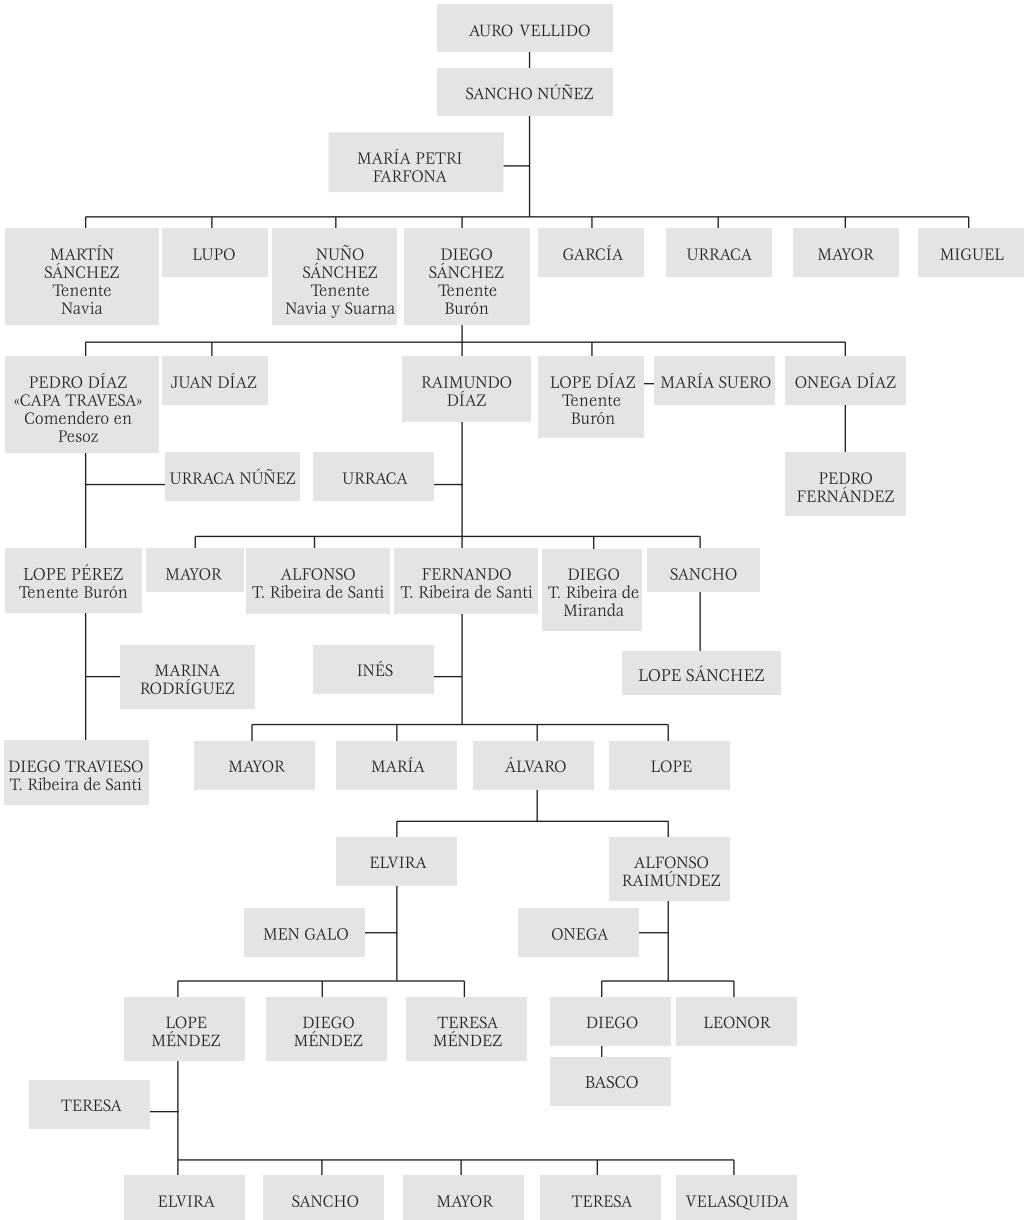 AURO VELLIDO
SANCHO NÚÑEZ
MARÍA PETRI
FARFONA
MARTÍN
SÁNCHEZ
Tenente
Navia
LUPO
NUÑO
SÁNCHEZ
Tenente
Navia y Suarna
DIEGO
SÁNCHEZ
Tenente
Burón
GARCÍA
URRACA
MAYOR
MIGUEL
PEDRO DÍAZ
«CAPA TRAVESA»
Comendero en
Pesoz
JUAN DÍAZ
RAIMUNDO
DÍAZ
LOPE DÍAZ
Tenente
Burón
MARÍA SUERO
ONEGA DÍAZ
URRACA NÚÑEZ
URRACA
PEDRO
FERNÁNDEZ
LOPE PÉREZ
Tenente Burón
MAYOR
ALFONSO
T. Ribeira de Santi
FERNANDO
T. Ribeira de Santi
DIEGO
T. Ribeira de
Miranda
SANCHO
MARINA
RODRÍGUEZ
INÉS
LOPE SÁNCHEZ
DIEGO TRAVIESO
T. Ribeira de Santi
MAYOR
MARÍA
ÁLVARO
LOPE
ELVIRA
ALFONSO
RAIMÚNDEZ
MEN GALO
ONEGA
LOPE
MÉNDEZ
DIEGO
MÉNDEZ
TERESA
MÉNDEZ
DIEGO
LEONOR
BASCO
TERESA
ELVIRA
SANCHO
MAYOR
TERESA
VELASQUIDA